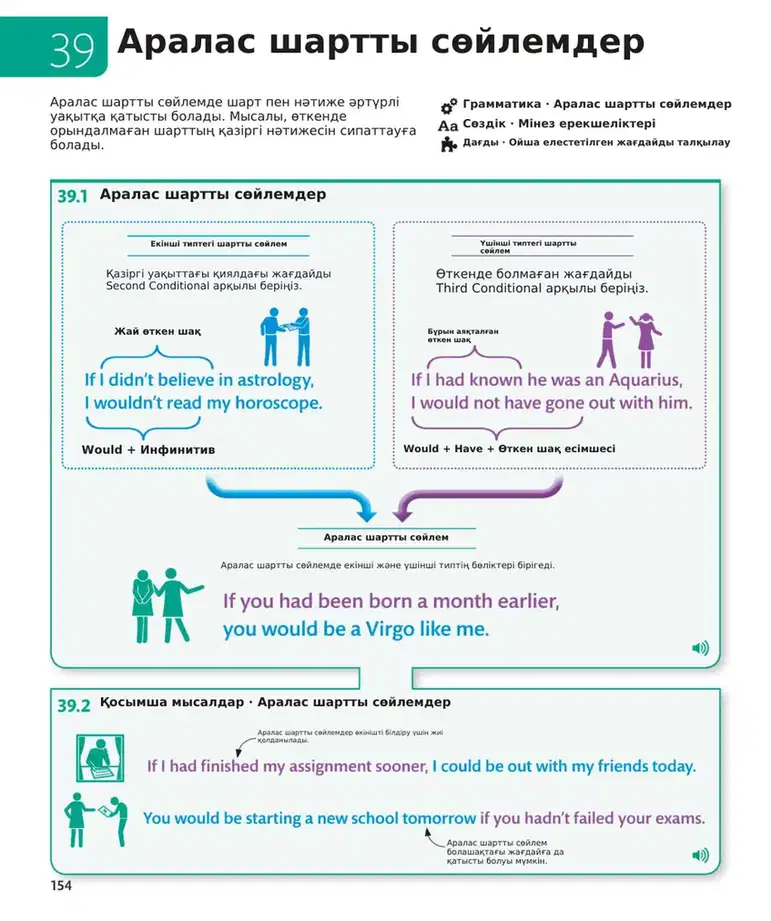 39 Аралас шартты сөйлемдер
Аралас шартты сөйлемде шарт пен нәтиже әртүрлі
уақытқа қатысты болады. Мысалы, өткенде
орындалмаған шарттың қазіргі нәтижесін сипаттауға
болады.
Грамматика · Аралас шартты сөйлемдер
Aa Сөздік · Мінез ерекшеліктері
Дағды · Ойша елестетілген жағдайды талқылау
39.1 Аралас шартты сөйлемдер
Екінші типтегі шартты сөйлем
Қазіргі уақыттағы қиялдағы жағдайды
Second Conditional арқылы беріңіз.
Жай өткен шақ
If I didn't believe in astrology,
I wouldn't read my horoscope.
Would + Инфинитив
Үшінші типтегі шартты
сөйлем
Өткенде болмаған жағдайды
Third Conditional арқылы беріңіз.
Бұрын аяқталған
өткен шақ
If I had known he was an Aquarius,
I would not have gone out with him.
Would + Have + Өткен шақ есімшесі
Аралас шартты сөйлем
Аралас шартты сөйлемде екінші және үшінші типтің бөліктері бірігеді.
If you had been born a month earlier,
you would be a Virgo like me.
39.2 Қосымша мысалдар · Аралас шартты сөйлемдер
Аралас шартты сөйлемдер өкінішті білдіру үшін жиі
қолданылады.
If I had finished my assignment sooner, I could be out with my friends today.
You would be starting a new school tomorrow if you hadn't failed your exams.
Аралас шартты сөйлем
болашақтағы жағдайға да
қатысты болуы мүмкін.
154